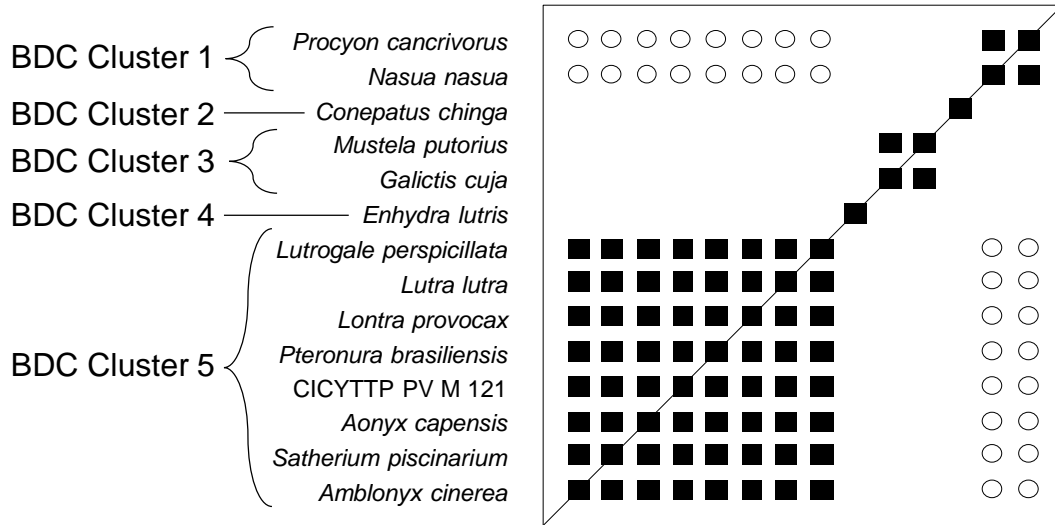 BDC Cluster 1
Procyon cancrivorus
Nasua nasua
BDC Cluster 2
Conepatus chinga
BDC Cluster 3
Mustela putorius
Galictis cuja
BDC Cluster 4
Enhydra lutris
BDC Cluster 5
Lutrogale perspicillata
Lutra lutra
Lontra provocax
Pteronura brasiliensis
CICYTTP PV M 121
Aonyx capensis
Satherium piscinarium
Amblonyx cinerea